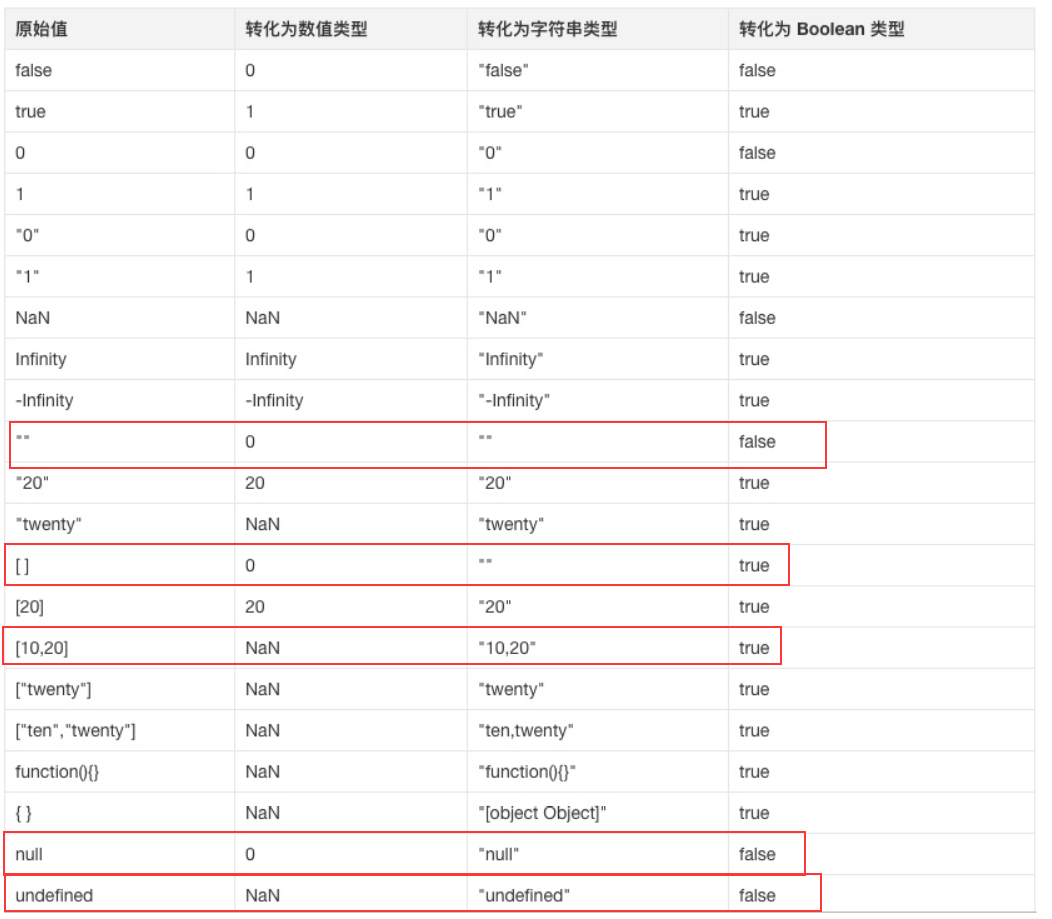 原始值 转化为数值类型 转化为字符串类型 转化为 Boolean 类型
false 0 "false" false
true 1 "true" true
0 0 "0" false
1 1 "1" true
"0" 0 "0" true
"1" 1 "1" true
NaN NaN "NaN" false
Infinity Infinity "Infinity" true
-Infinity -Infinity "-Infinity" true
"" 0 "" false
"20" 20 "20" true
"twenty" NaN "twenty" true
[ ] 0 "" true
[20] 20 "20" true
[10,20] NaN "10,20" true
["twenty"] NaN "twenty" true
["ten","twenty"] NaN "ten,twenty" true
function(){} NaN "function(){}" true
{ } NaN "[object Object]" true
null 0 "null" false
undefined NaN "undefined" false